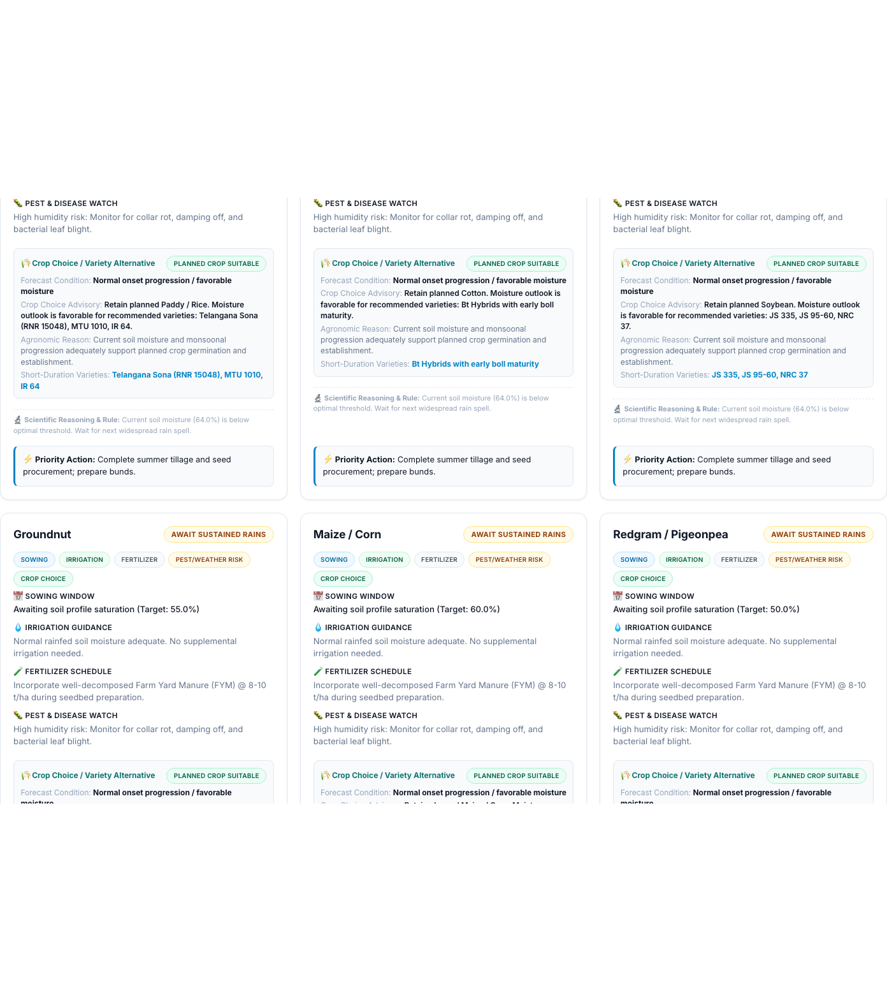 PEST & DISEASE WATCH
High humidity risk: Monitor for collar rot, damping off, and
bacterial leaf blight.
Crop Choice / Variety Alternative
PLANNED CROP SUITABLE
Forecast Condition: Normal onset progression / favorable
moisture
Crop Choice Advisory: Retain planned Paddy / Rice. Moisture
outlook is favorable for recommended varieties: Telangana Sona
(RNR 15048), MTU 1010, IR 64.
Agronomic Reason: Current soil moisture and monsoonal
progression adequately support planned crop germination and
establishment.
Short-Duration Varieties: Telangana Sona (RNR 15048), MTU 1010,
IR 64
Scientific Reasoning & Rule: Current soil moisture (64.0%) is below
optimal threshold. Wait for next widespread rain spell.
Priority Action: Complete summer tillage and seed
procurement; prepare bunds.
PEST & DISEASE WATCH
High humidity risk: Monitor for collar rot, damping off, and
bacterial leaf blight.
Crop Choice / Variety Alternative
PLANNED CROP SUITABLE
Forecast Condition: Normal onset progression / favorable moisture
Crop Choice Advisory: Retain planned Cotton. Moisture outlook is
favorable for recommended varieties: Bt Hybrids with early boll
maturity.
Agronomic Reason: Current soil moisture and monsoonal
progression adequately support planned crop germination and
establishment.
Short-Duration Varieties: Bt Hybrids with early boll maturity
Scientific Reasoning & Rule: Current soil moisture (64.0%) is below
optimal threshold. Wait for next widespread rain spell.
Priority Action: Complete summer tillage and seed
procurement; prepare bunds.
PEST & DISEASE WATCH
High humidity risk: Monitor for collar rot, damping off, and
bacterial leaf blight.
Crop Choice / Variety Alternative
PLANNED CROP SUITABLE
Forecast Condition: Normal onset progression / favorable
moisture
Crop Choice Advisory: Retain planned Soybean. Moisture outlook
is favorable for recommended varieties: JS 335, JS 95-60, NRC
37.
Agronomic Reason: Current soil moisture and monsoonal
progression adequately support planned crop germination and
establishment.
Short-Duration Varieties: JS 335, JS 95-60, NRC 37
Scientific Reasoning & Rule: Current soil moisture (64.0%) is below
optimal threshold. Wait for next widespread rain spell.
Priority Action: Complete summer tillage and seed
procurement; prepare bunds.
Groundnut
AWAIT SUSTAINED RAINS
SOWING IRRIGATION FERTILIZER PEST/WEATHER RISK
CROP CHOICE
SOWING WINDOW
Awaiting soil profile saturation (Target: 55.0%)
IRRIGATION GUIDANCE
Normal rainfed soil moisture adequate. No supplemental
irrigation needed.
FERTILIZER SCHEDULE
Incorporate well-decomposed Farm Yard Manure (FYM) @ 8-10
t/ha during seedbed preparation.
PEST & DISEASE WATCH
High humidity risk: Monitor for collar rot, damping off, and
bacterial leaf blight.
Crop Choice / Variety Alternative
PLANNED CROP SUITABLE
Forecast Condition: Normal onset progression / favorable
moisture
Maize / Corn
AWAIT SUSTAINED RAINS
SOWING IRRIGATION FERTILIZER PEST/WEATHER RISK
CROP CHOICE
SOWING WINDOW
Awaiting soil profile saturation (Target: 60.0%)
IRRIGATION GUIDANCE
Normal rainfed soil moisture adequate. No supplemental
irrigation needed.
FERTILIZER SCHEDULE
Incorporate well-decomposed Farm Yard Manure (FYM) @ 8-10
t/ha during seedbed preparation.
PEST & DISEASE WATCH
High humidity risk: Monitor for collar rot, damping off, and
bacterial leaf blight.
Crop Choice / Variety Alternative
PLANNED CROP SUITABLE
Forecast Condition: Normal onset progression / favorable moisture
Redgram / Pigeonpea
AWAIT SUSTAINED RAINS
SOWING IRRIGATION FERTILIZER PEST/WEATHER RISK
CROP CHOICE
SOWING WINDOW
Awaiting soil profile saturation (Target: 50.0%)
IRRIGATION GUIDANCE
Normal rainfed soil moisture adequate. No supplemental
irrigation needed.
FERTILIZER SCHEDULE
Incorporate well-decomposed Farm Yard Manure (FYM) @ 8-10
t/ha during seedbed preparation.
PEST & DISEASE WATCH
High humidity risk: Monitor for collar rot, damping off, and
bacterial leaf blight.
Crop Choice / Variety Alternative
PLANNED CROP SUITABLE
Forecast Condition: Normal onset progression / favorable
moisture